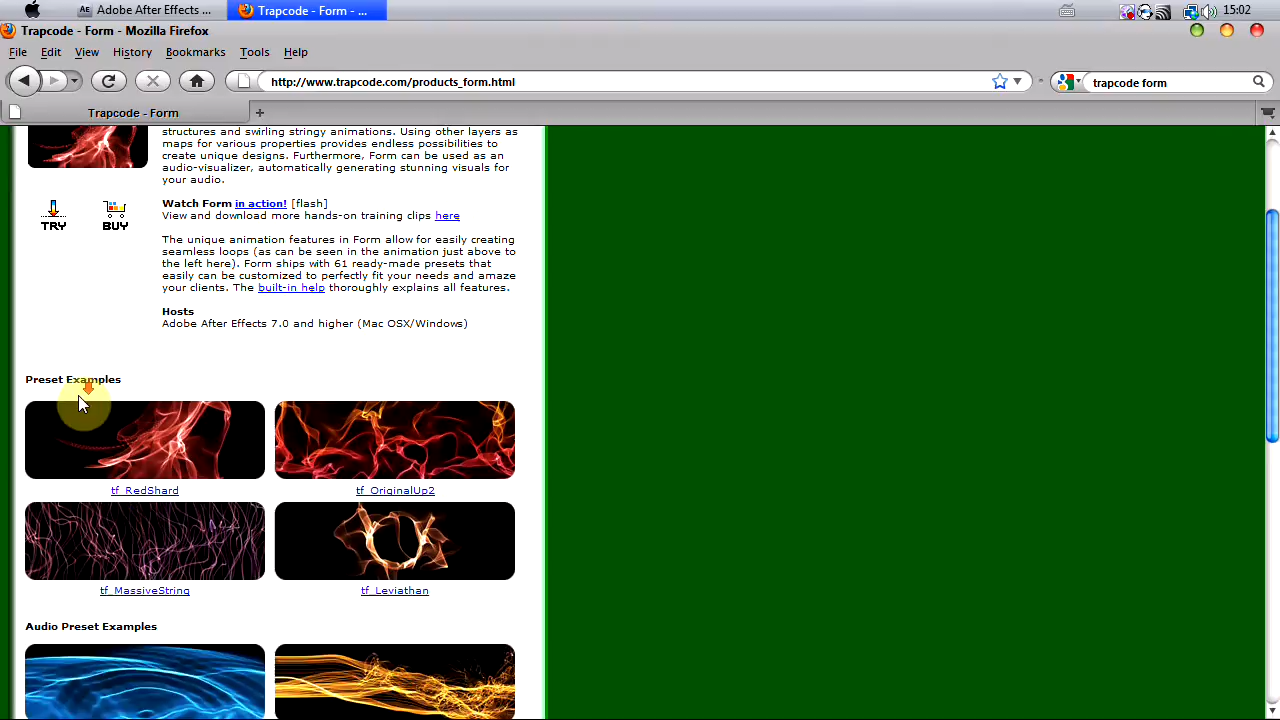 Adobe After Effects ...
Trapcode - Form - ...
15:02
Trapcode - Form - Mozilla Firefox
File Edit View History Bookmarks Tools Help
http://www.trapcode.com/products_form.html
trapcode form
Trapcode - Form
structures and swirling stringy animations. Using other layers as
maps for various properties provides endless possibilities to
create unique designs. Furthermore, Form can be used as an
audio-visualizer, automatically generating stunning visuals for
your audio.
TRY
BUY
Watch Form in action! [flash]
View and download more hands-on training clips here
The unique animation features in Form allow for easily creating
seamless loops (as can be seen in the animation just above to
the left here). Form ships with 61 ready-made presets that
easily can be customized to perfectly fit your needs and amaze
your clients. The built-in help thoroughly explains all features.
Hosts
Adobe After Effects 7.0 and higher (Mac OSX/Windows)
Preset Examples
tf_RedShard
tf_OriginalUp2
tf_MassiveString
tf_Leviathan
Audio Preset Examples